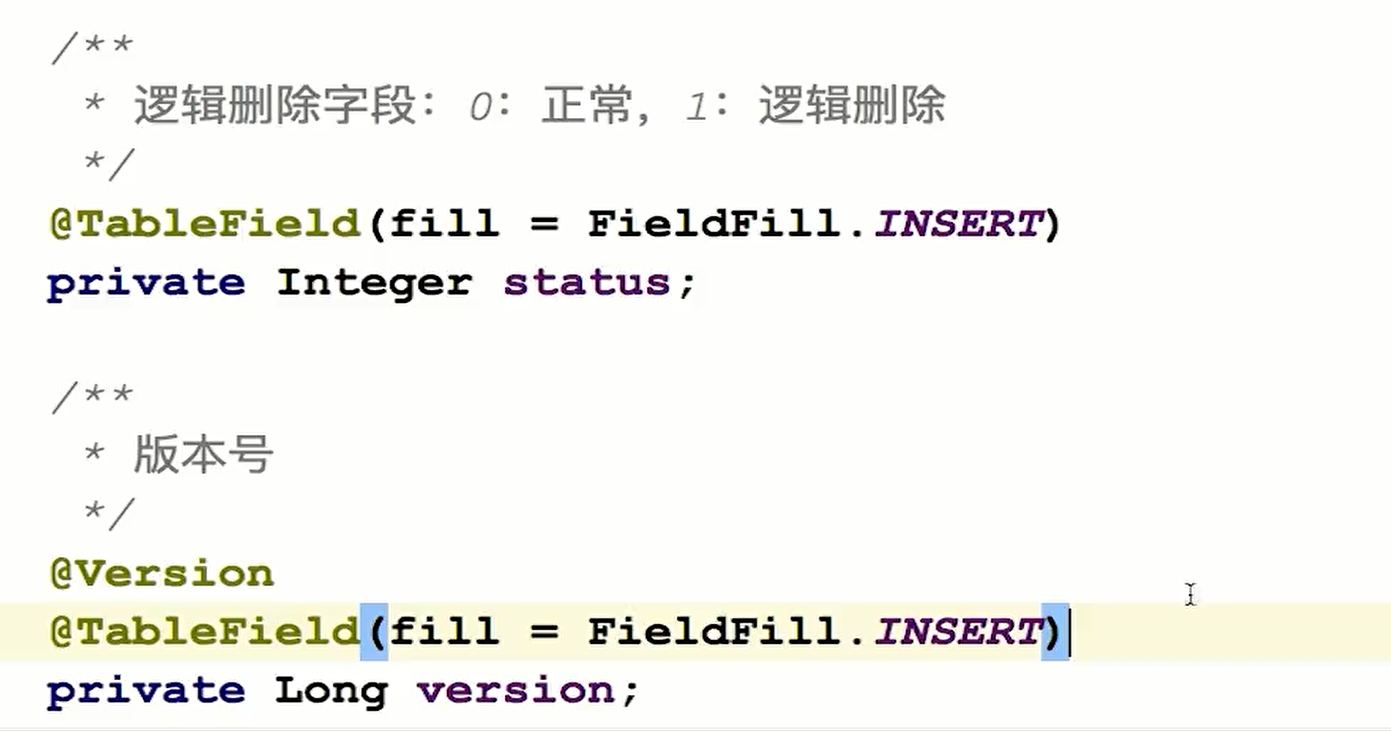 /**
 * 逻辑删除字段：0：正常，1：逻辑删除
 */
@TableField(fill = FieldFill.INSERT)
private Integer status;
/**
 * 版本号
 */
@Version
@TableField(fill = FieldFill.INSERT)
private Long version;